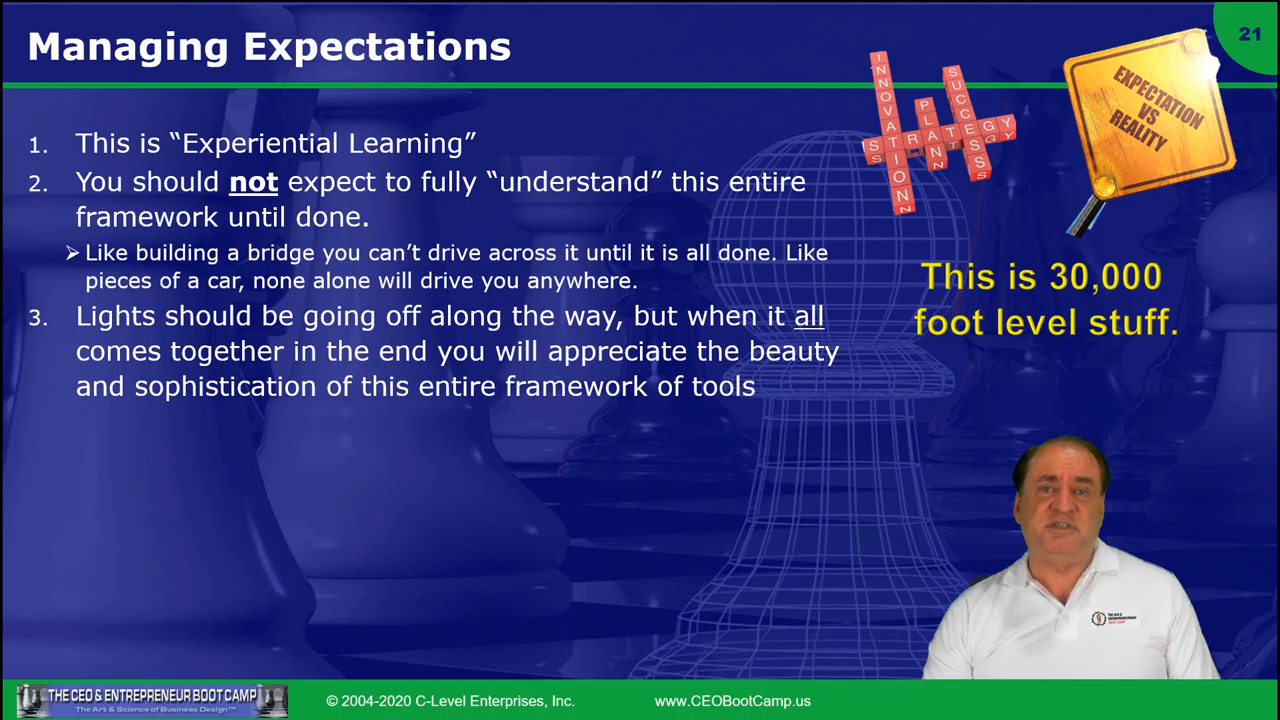 Managing Expectations
21
INNOVATION
PLAN
SUCCESS
STRATEGY
EXPECTATION
VS
REALITY
1. This is “Experiential Learning”
2. You should not expect to fully “understand” this entire
framework until done.
Like building a bridge you can’t drive across it until it is all done. Like
pieces of a car, none alone will drive you anywhere.
3. Lights should be going off along the way, but when it all
comes together in the end you will appreciate the beauty
and sophistication of this entire framework of tools
This is 30,000
foot level stuff.
THE CEO &
ENTREPRENEUR
BOOT CAMP
THE CEO & ENTREPRENEUR BOOT CAMP
The Art & Science of Business Design™
© 2004-2020 C-Level Enterprises, Inc.
www.CEOBootCamp.us